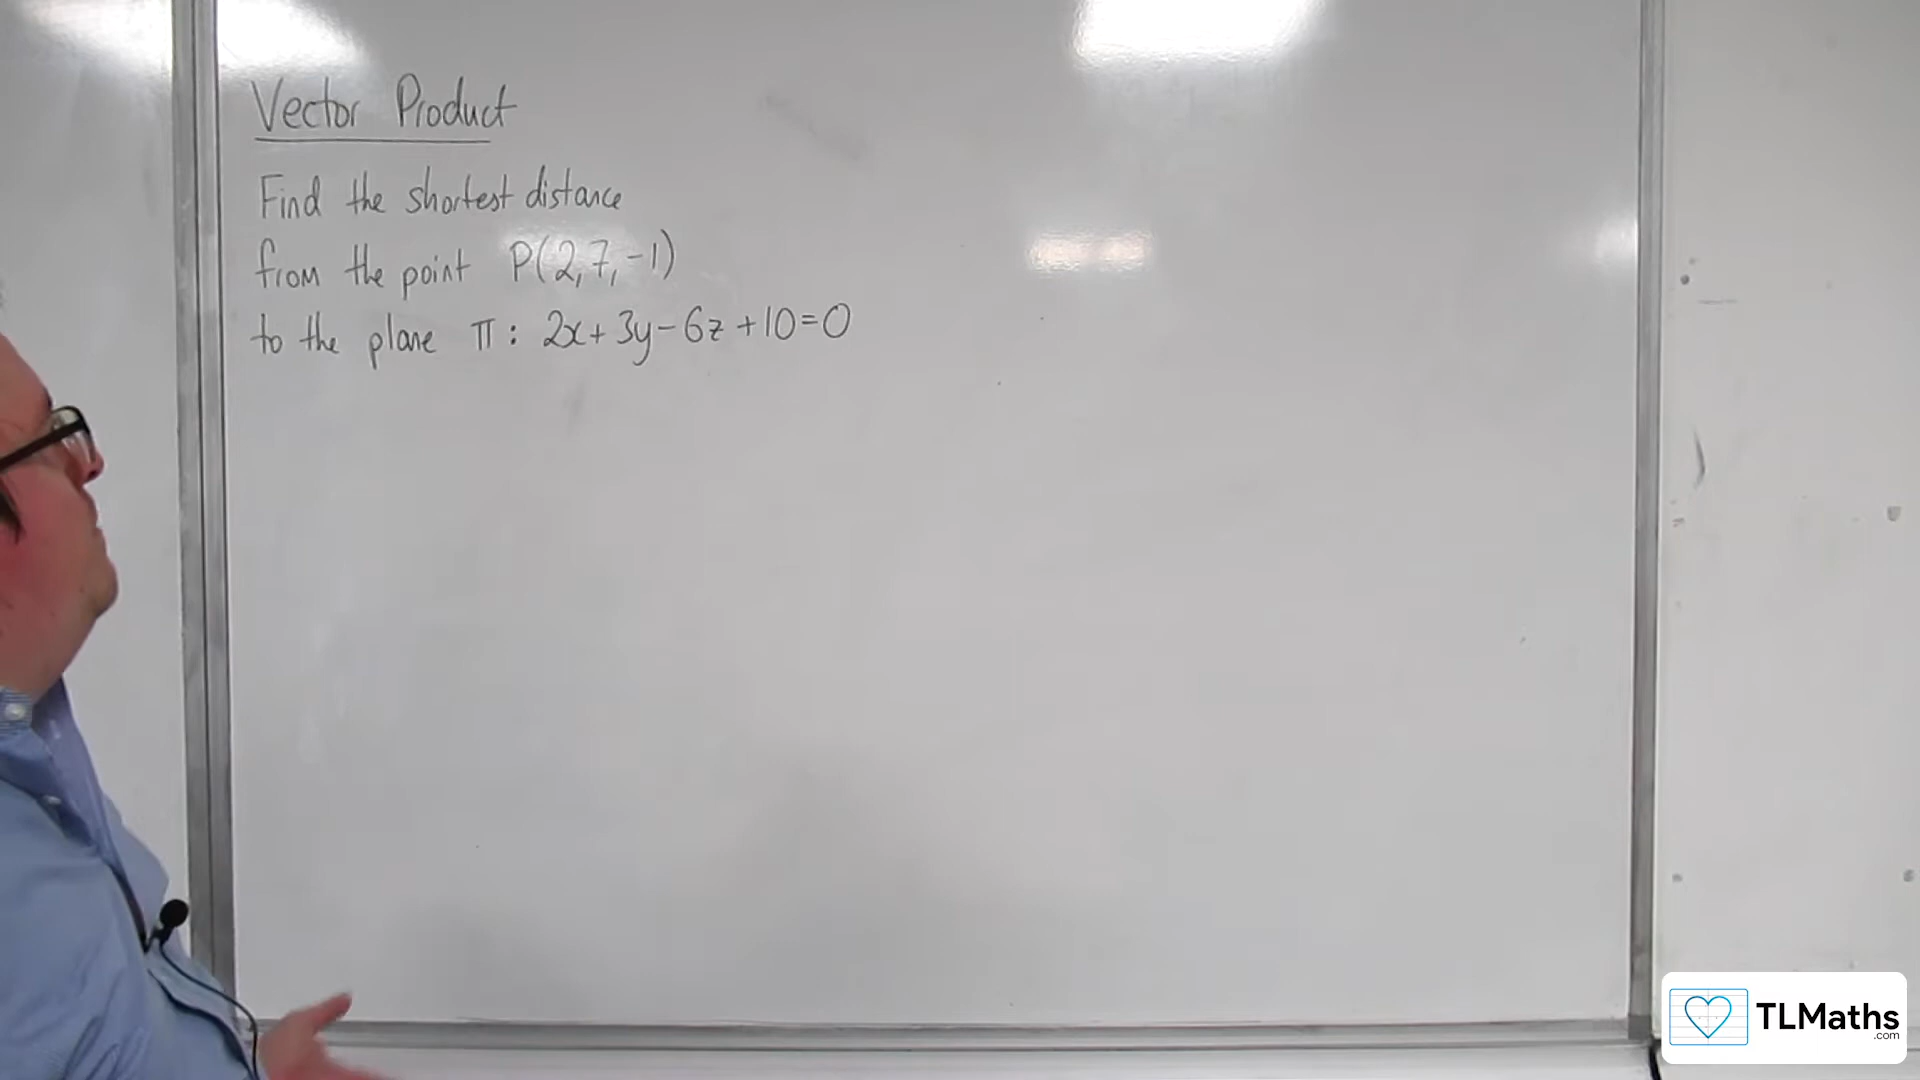 Vector Product
Find the shortest distance
from the point P(2,7,-1)
to the plane π: 2x+3y-6z+10=0
TLMaths
.com